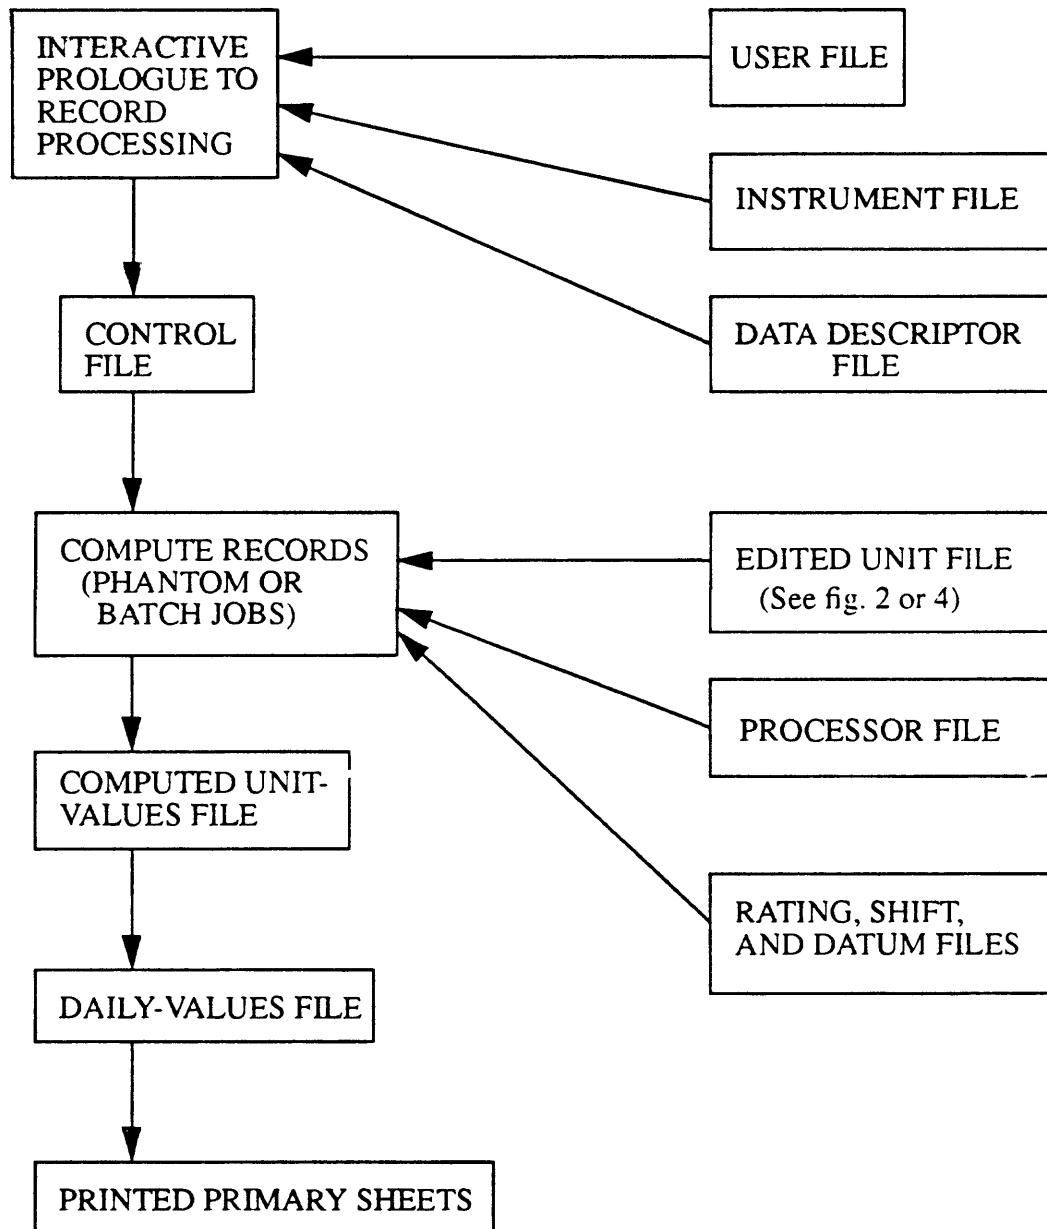 INTERACTIVE
PROLOGUE TO
RECORD
PROCESSING
USER FILE
INSTRUMENT FILE
DATA DESCRIPTOR
FILE
CONTROL
FILE
COMPUTE RECORDS
(PHANTOM OR
BATCH JOBS)
EDITED UNIT FILE
(See fig. 2 or 4)
PROCESSOR FILE
COMPUTED UNIT-
VALUES FILE
RATING, SHIFT,
AND DATUM FILES
DAILY-VALUES FILE
PRINTED PRIMARY SHEETS